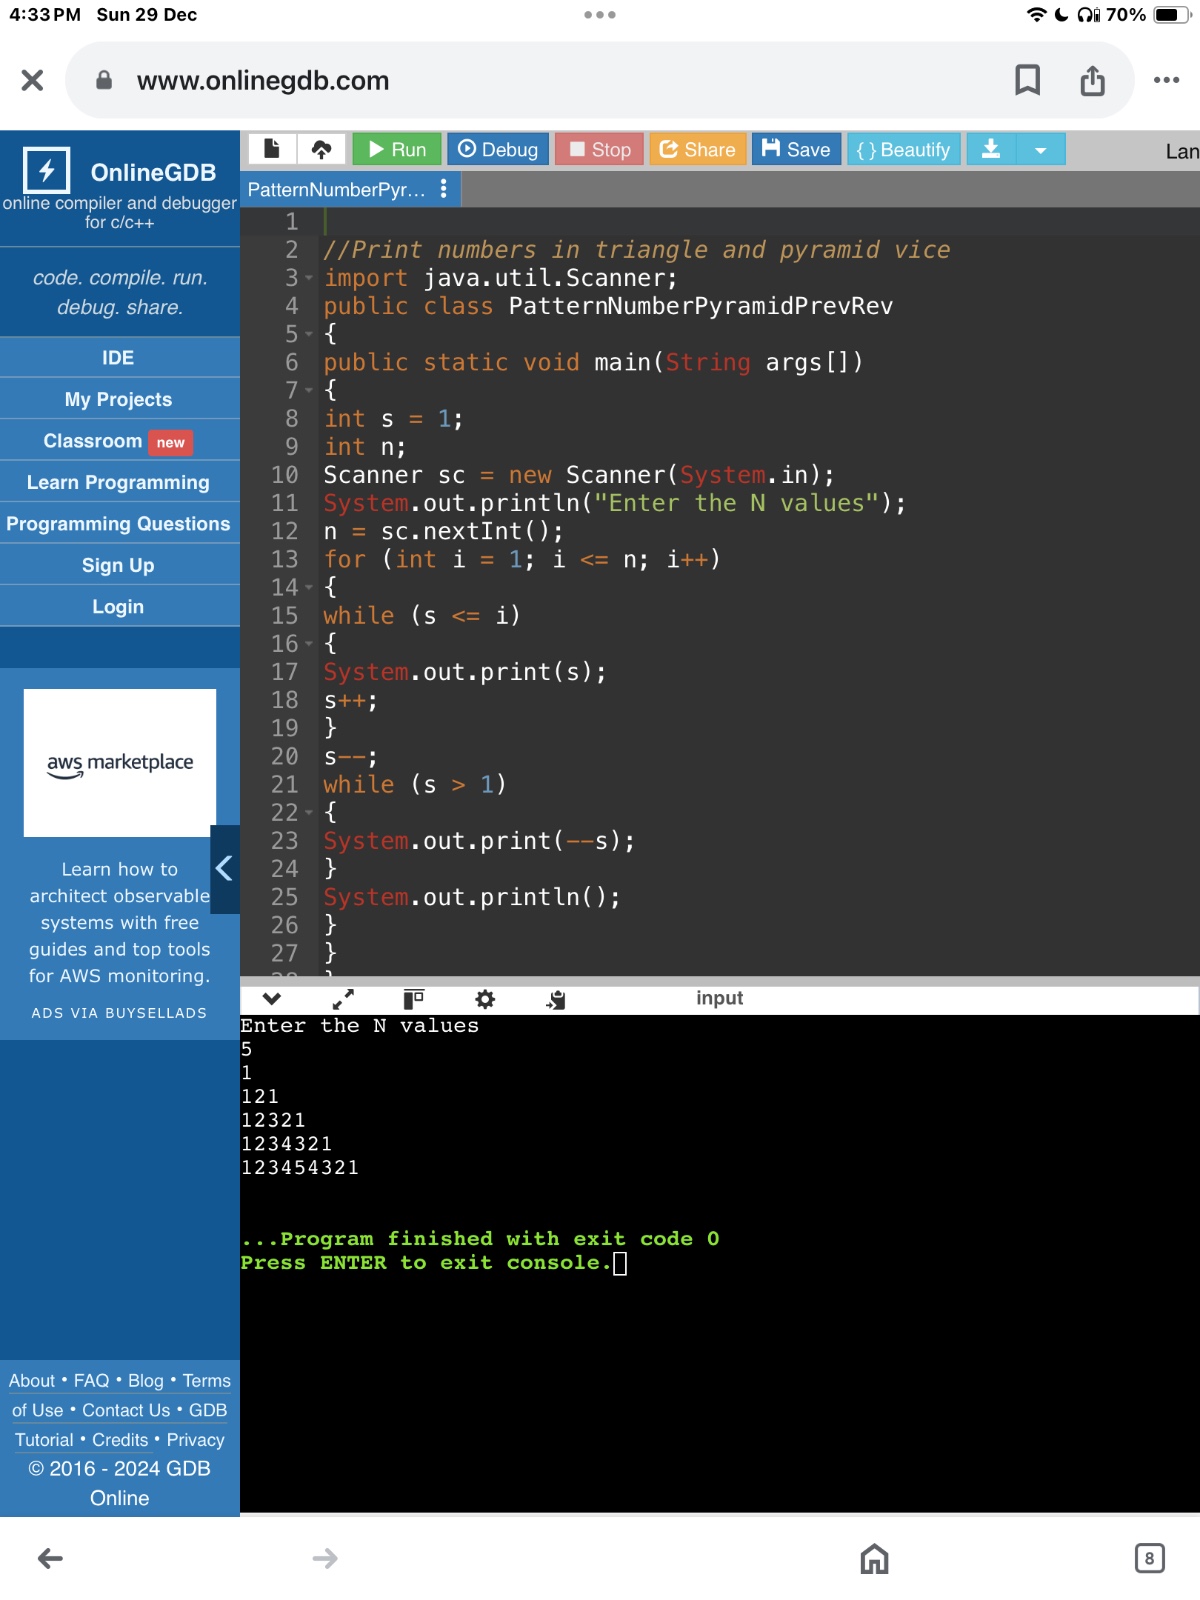 4:33 PM Sun 29 Dec
70%
www.onlinegdb.com
OnlineGDB
online compiler and debugger
for c/c++
code. compile. run.
debug. share.
IDE
My Projects
Classroom new
Learn Programming
Programming Questions
Sign Up
Login
aws marketplace
Learn how to
architect observable
systems with free
guides and top tools
for AWS monitoring.
ADS VIA BUYSELLADS
About • FAQ • Blog • Terms
of Use • Contact Us • GDB
Tutorial • Credits • Privacy
© 2016 - 2024 GDB
Online
Run Debug Stop Share Save { } Beautify Lan
PatternNumberPyr...
1
2 //Print numbers in triangle and pyramid vice
3 import java.util.Scanner;
4 public class PatternNumberPyramidPrevRev
5 {
6 public static void main(String args[])
7 {
8 int s = 1;
9 int n;
10 Scanner sc = new Scanner(System.in);
11 System.out.println("Enter the N values");
12 n = sc.nextInt();
13 for (int i = 1; i <= n; i++)
14 {
15 while (s <= i)
16 {
17 System.out.print(s);
18 s++;
19 }
20 s--;
21 while (s > 1)
22 {
23 System.out.print(--s);
24 }
25 System.out.println();
26 }
27 }
28 }
input
Enter the N values
5
1
121
12321
1234321
123454321
...Program finished with exit code 0
Press ENTER to exit console.
8